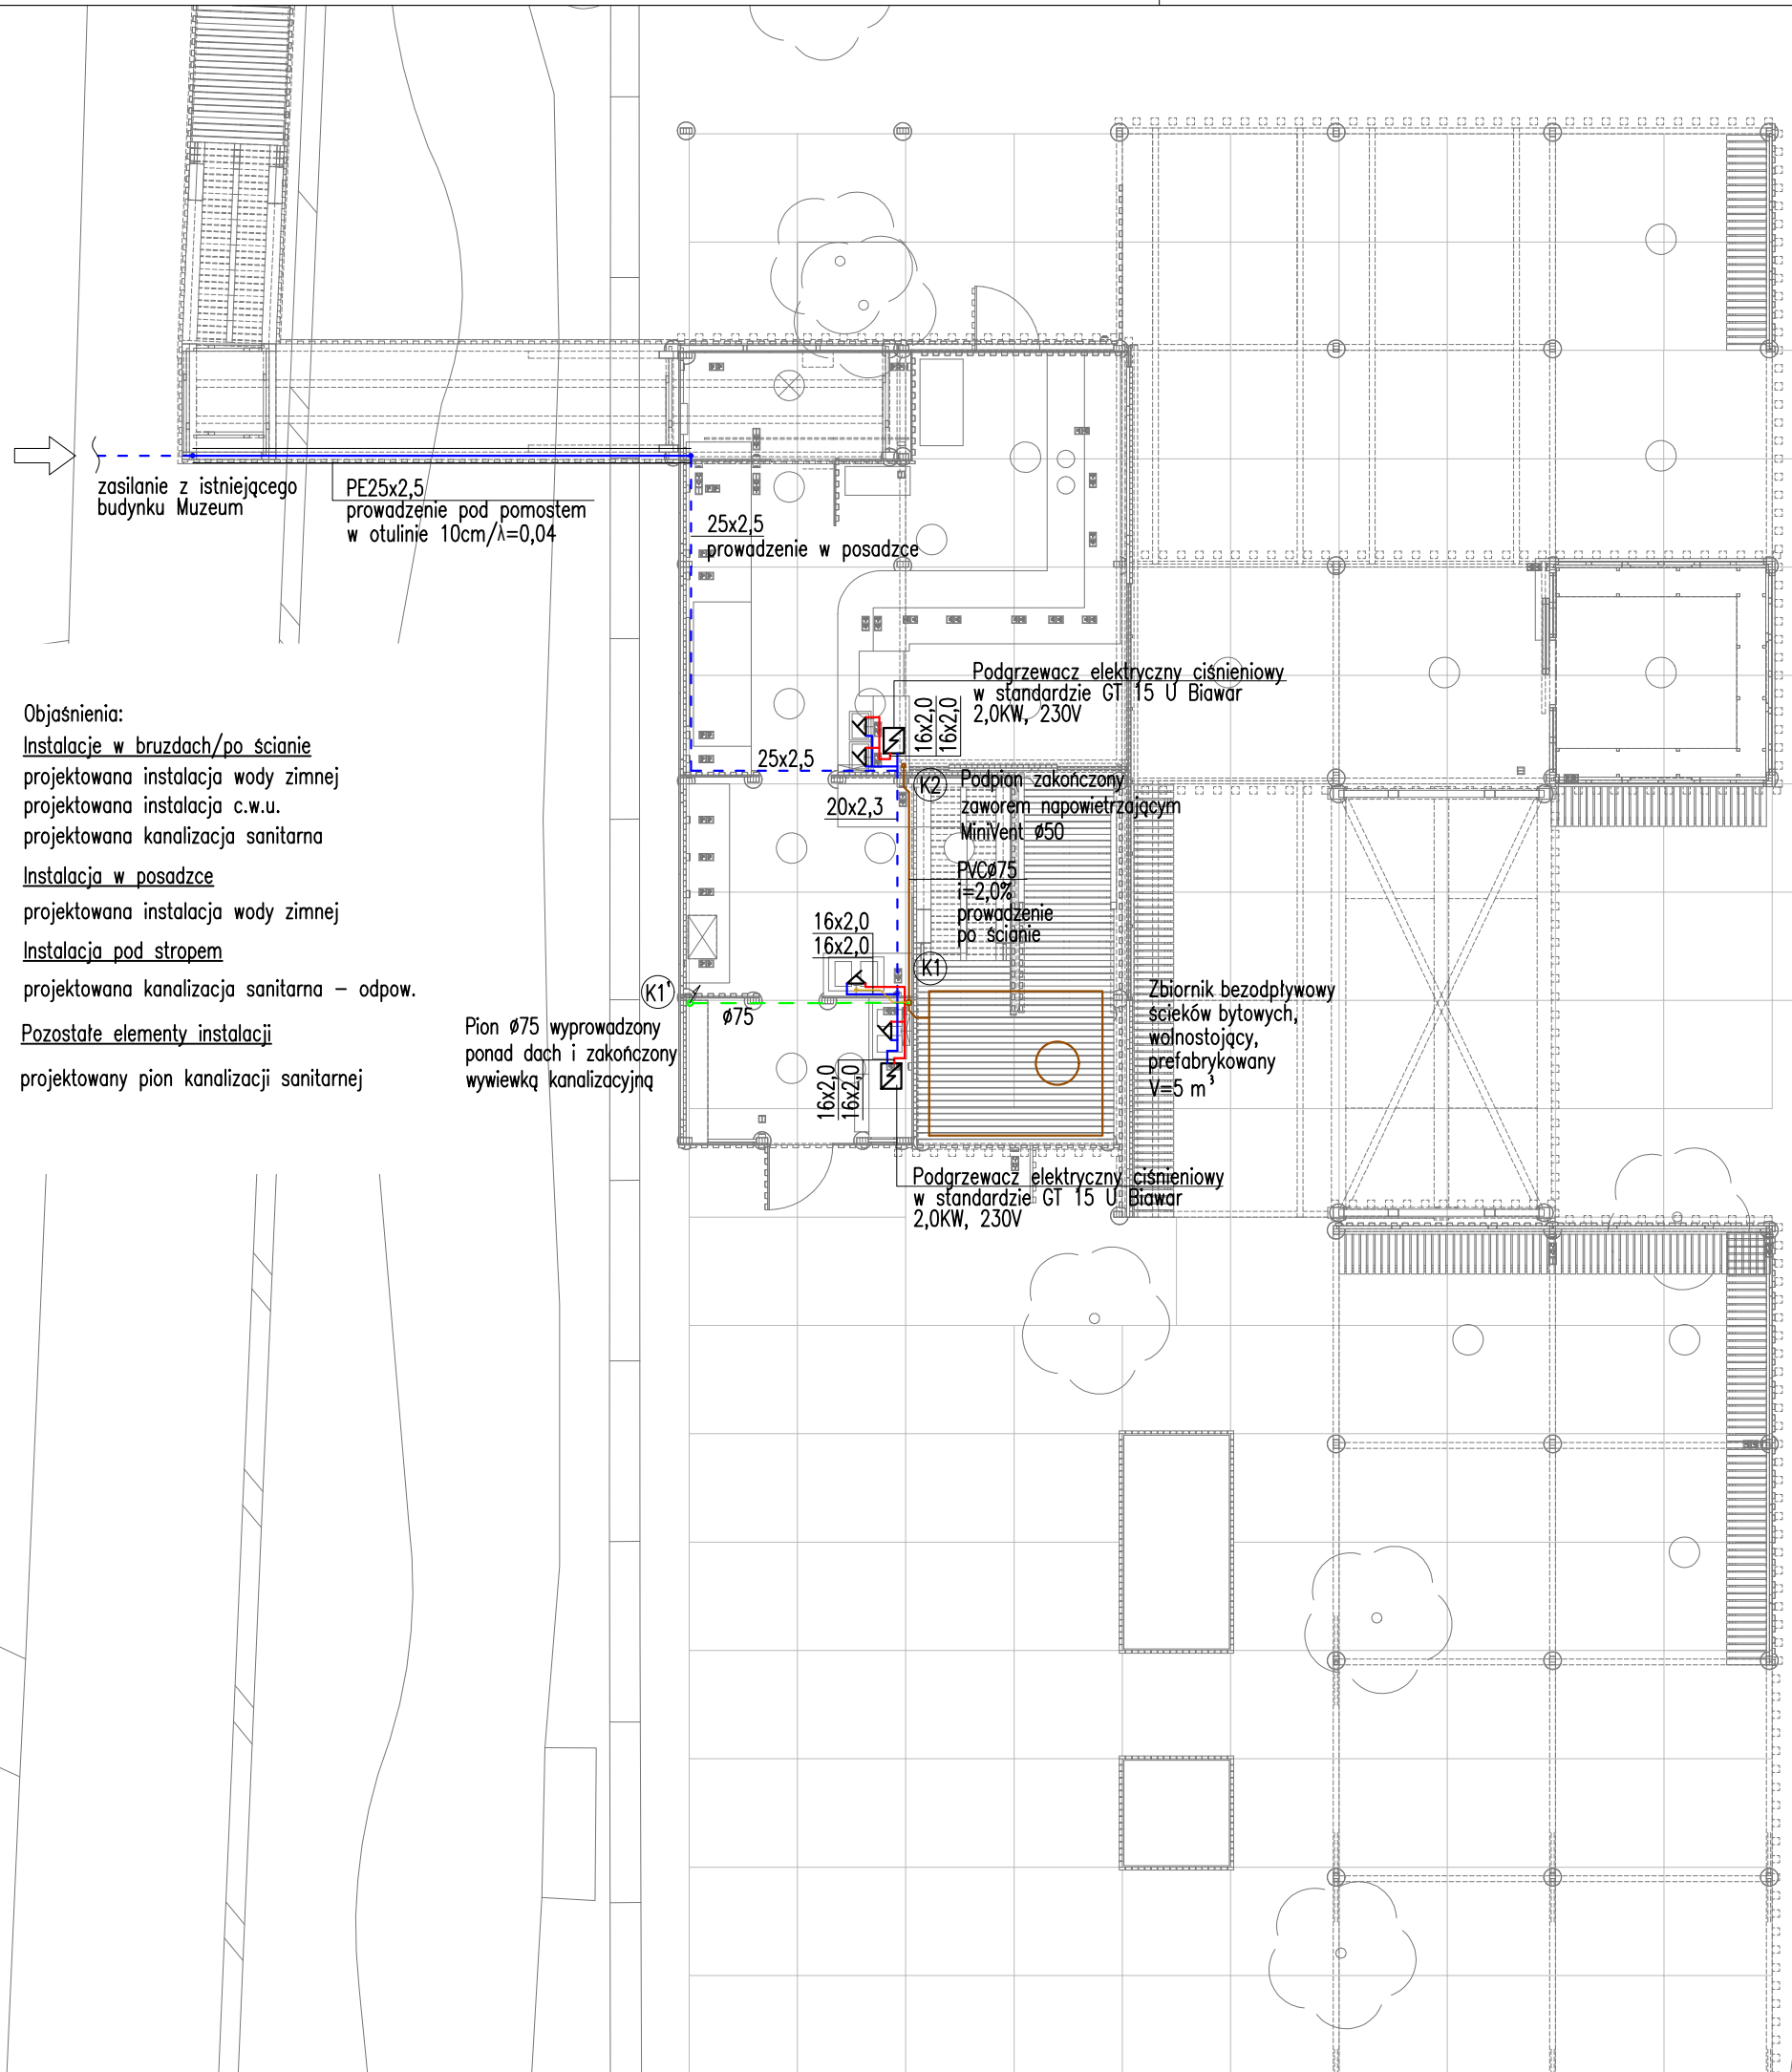 zasilanie z istniejącego
budynku Muzeum
PE25x2,5
prowadzenie pod pomostem
w otulinie 10cm/λ=0,04
25x2,5
prowadzenie w posadzce
Podgrzewacz elektryczny ciśnieniowy
w standardzie GT 15 U Biawar
2,0KW, 230V
16x2,0
16x2,0
25x2,5
20x2,3
K2
Podpion zakończony
zaworem napowietrzającym
MiniVent ø50
PVCø75
i=2,0%
prowadzenie
po ścianie
16x2,0
16x2,0
K1
K1'
ø75
Pion ø75 wyprowadzony
ponad dach i zakończony
wywiewką kanalizacyjną
16x2,0
16x2,0
Zbiornik bezodpływowy
ścieków bytowych,
wolnostojący,
prefabrykowany
V=5 m³
Podgrzewacz elektryczny ciśnieniowy
w standardzie GT 15 U Biawar
2,0KW, 230V
Objaśnienia:
Instalacje w bruzdach/po ścianie
projektowana instalacja wody zimnej
projektowana instalacja c.w.u.
projektowana kanalizacja sanitarna
Instalacja w posadzce
projektowana instalacja wody zimnej
Instalacja pod stropem
projektowana kanalizacja sanitarna – odpow.
Pozostałe elementy instalacji
projektowany pion kanalizacji sanitarnej